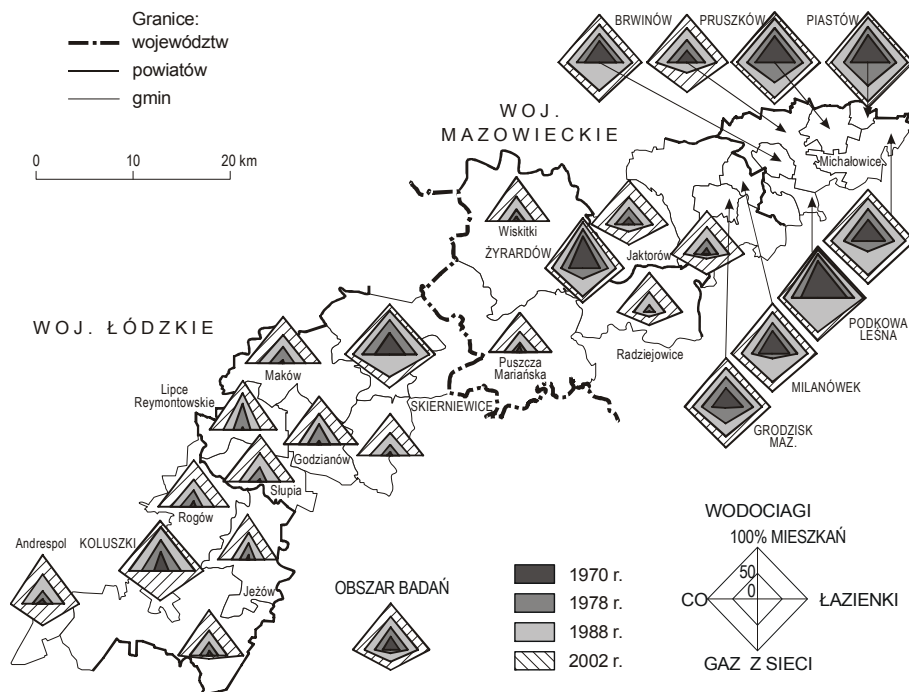 Granice:
województw
powiatów
gmin
0 10 20 km
BRWINÓW PRUSZKÓW PIASTÓW
WOJ.
MAZOWIECKIE
Michałowice
Wiskitki
ŻYRARDÓW
Jaktorów
WOJ. ŁÓDZKIE
Radziejowice
PODKOWA
LEŚNA
MILANÓWEK
GRODZISK
MAZ.
Maków
Puszcza
Mariańska
Lipce
Reymontowskie
SKIERNIEWICE
Godzianów
Słupia
Rogów
Andrespol KOLUSZKI
Jeżów
OBSZAR BADAŃ
1970 r.
1978 r.
1988 r.
2002 r.
WODOCIAGI
100% MIESZKAŃ
50
0
CO ŁAZIENKI
GAZ Z SIECI